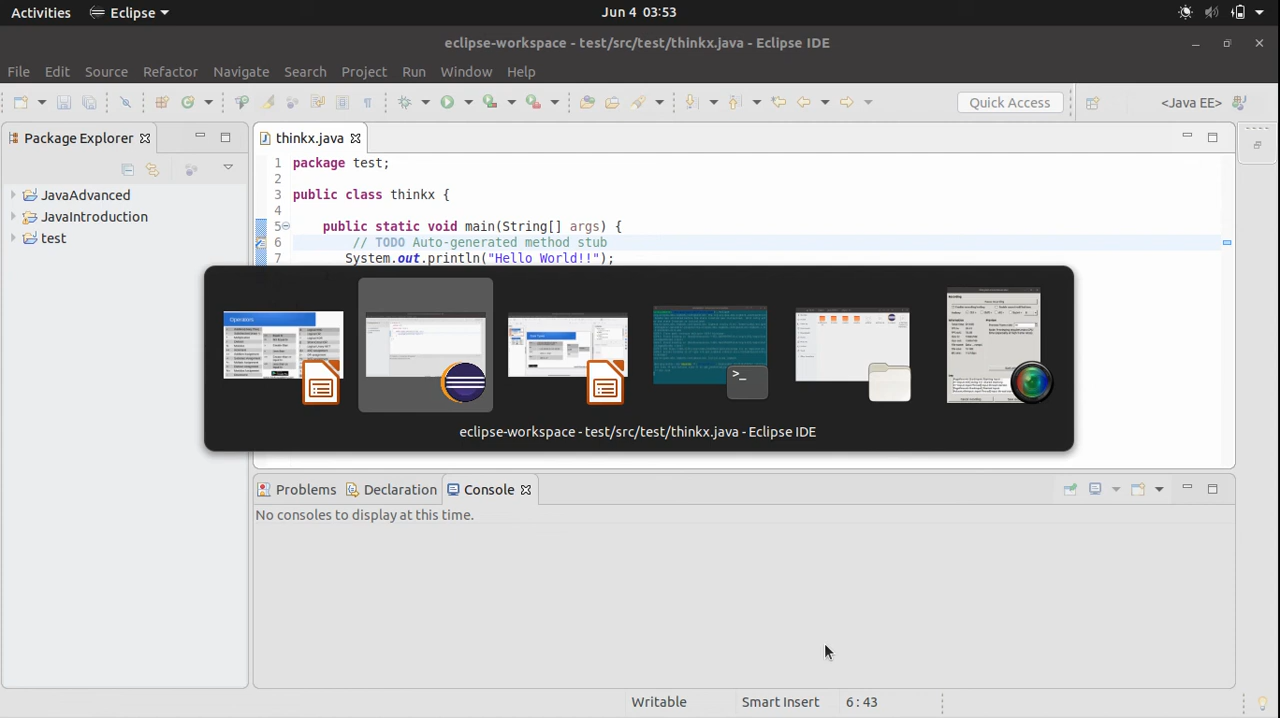 Activities Eclipse Jun 4 03:53
eclipse-workspace - test/src/test/thinkx.java - Eclipse IDE
File Edit Source Refactor Navigate Search Project Run Window Help
Quick Access <Java EE>
Package Explorer
JavaAdvanced
JavaIntroduction
test
thinkx.java
1 package test;
2
3 public class thinkx {
4
5 public static void main(String[] args) {
6 // TODO Auto-generated method stub
7 System.out.println("Hello World!!");
Operators
eclipse-workspace - test/src/test/thinkx.java - Eclipse IDE
Problems Declaration Console
No consoles to display at this time.
Writable Smart Insert 6 : 43